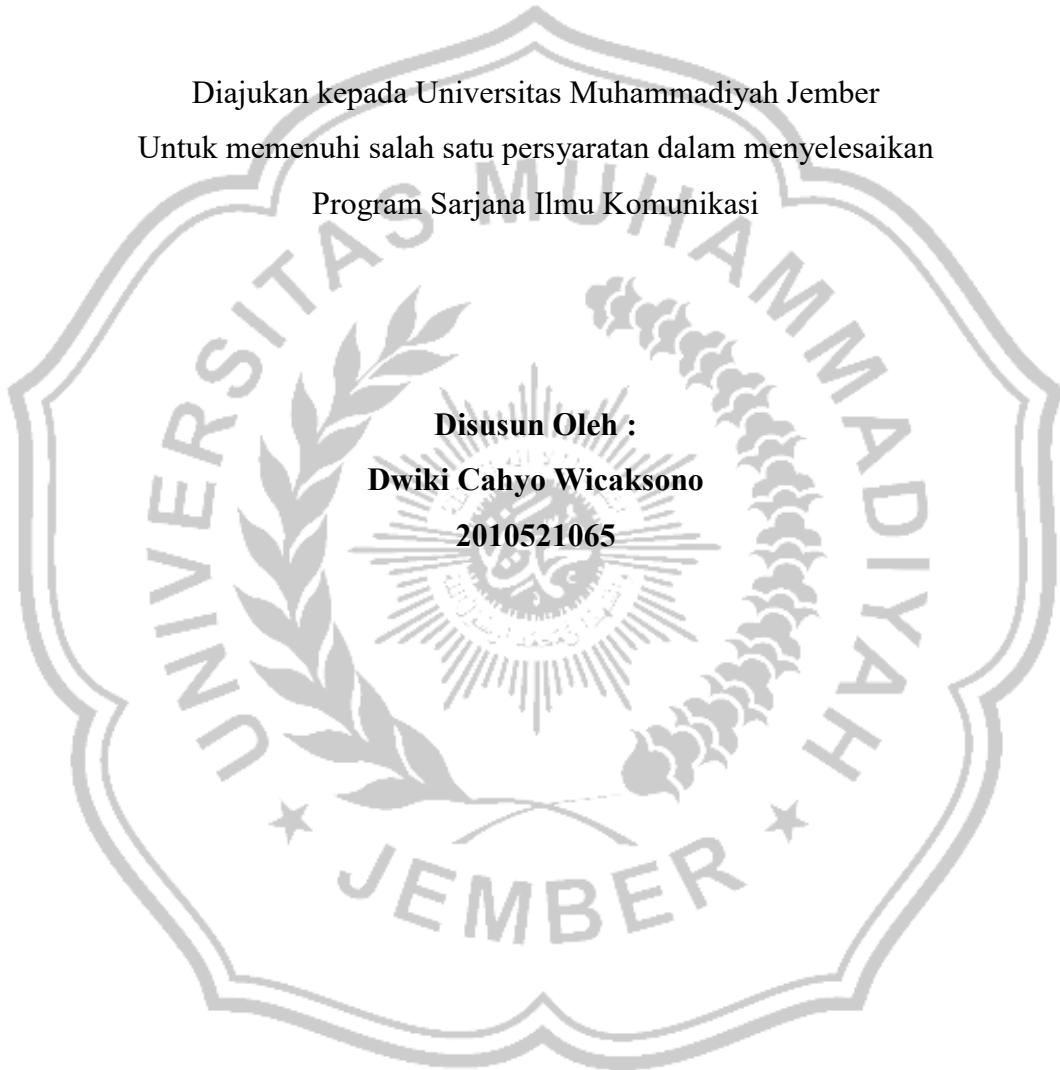 Diajukan kepada Universitas Muhammadiyah Jember
Untuk memenuhi salah satu persyaratan dalam menyelesaikan
Program Sarjana Ilmu Komunikasi
Disusun Oleh :
Dwiki Cahyo Wicaksono
2010521065
UNIVERSITAS MUHAMMADIYAH
JEMBER